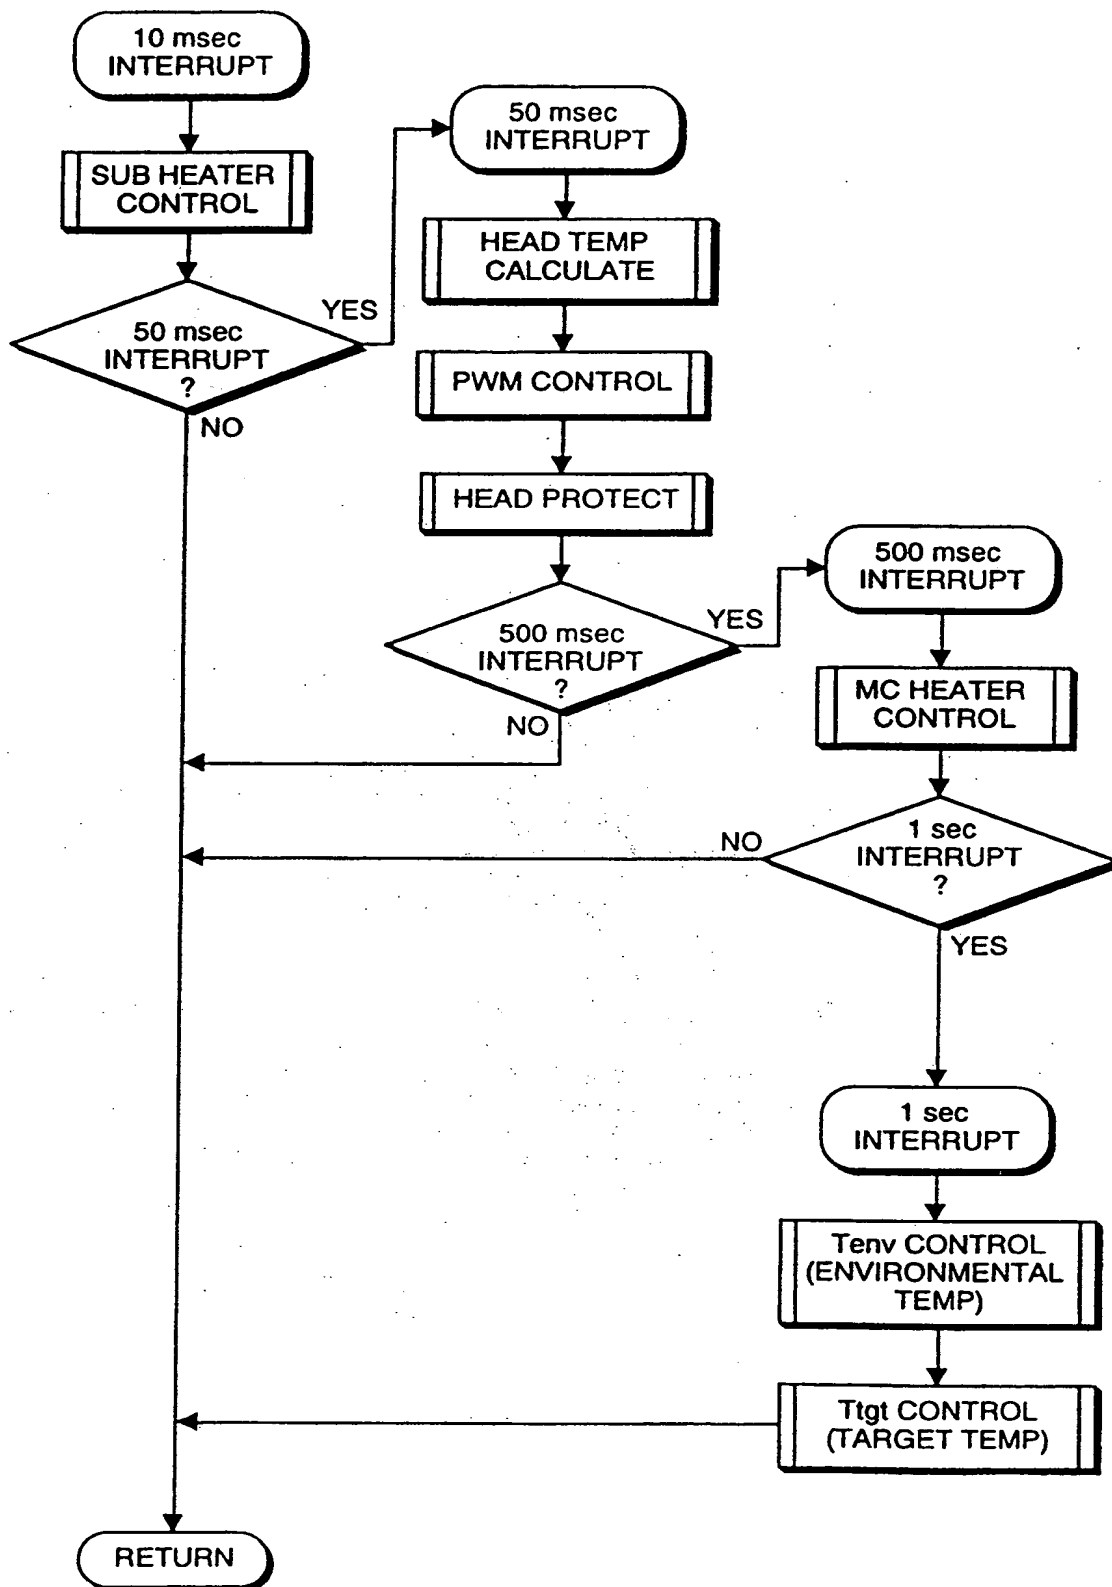 10 msec
INTERRUPT
SUB HEATER
CONTROL
50 msec
INTERRUPT
?
YES
NO
50 msec
INTERRUPT
HEAD TEMP
CALCULATE
PWM CONTROL
HEAD PROTECT
500 msec
INTERRUPT
?
YES
NO
500 msec
INTERRUPT
MC HEATER
CONTROL
1 sec
INTERRUPT
?
NO
YES
1 sec
INTERRUPT
Tenv CONTROL
(ENVIRONMENTAL
TEMP)
Ttgt CONTROL
(TARGET TEMP)
RETURN